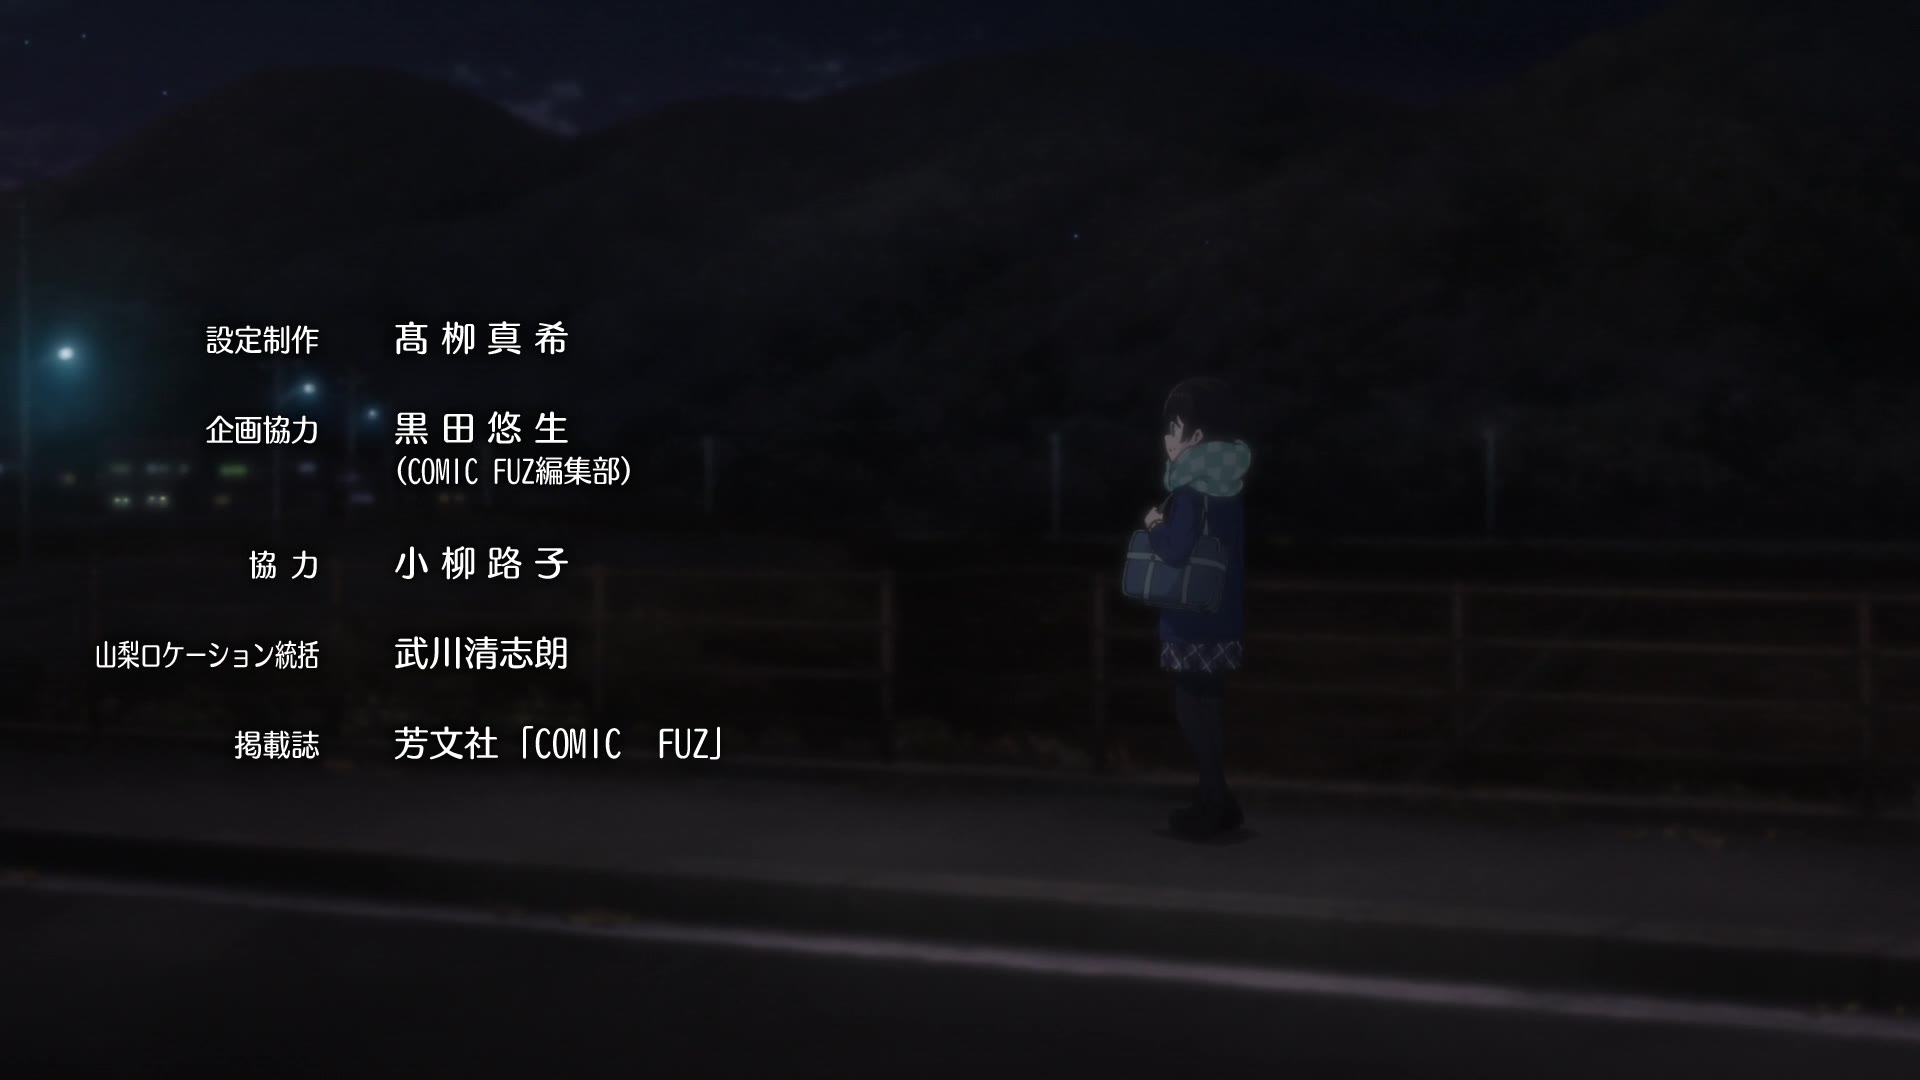 設定制作 髙栁真希
企画協力 黒田悠生
（COMIC FUZ編集部）
協力 小柳路子
山梨ロケーション統括 武川清志朗
掲載誌 芳文社「COMIC　FUZ」